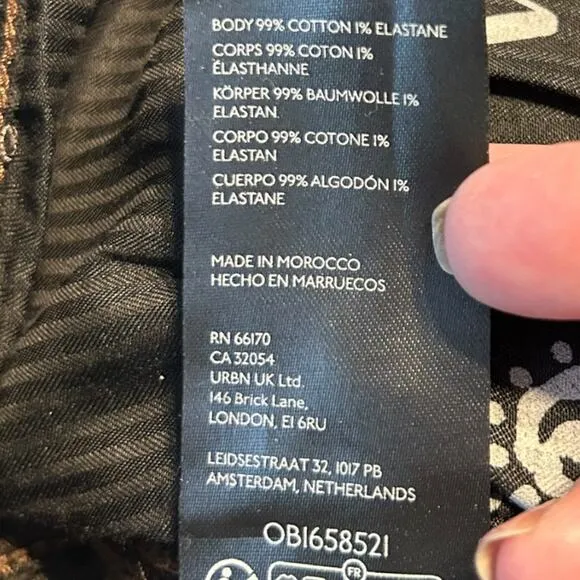 BODY 99% COTTON 1% ELASTANE
CORPS 99% COTON 1%
ÉLASTHANNE
KÖRPER 99% BAUMWOLLE 1%
ELASTAN
CORPO 99% COTONE 1%
ELASTAN
CUERPO 99% ALGODÓN 1%
ELASTANE
MADE IN MOROCCO
HECHO EN MARRUECOS
RN 66170
CA 32054
URBN UK Ltd.
146 Brick Lane,
LONDON, E1 6RU
LEIDSESTRAAT 32, 1017 PB
AMSTERDAM, NETHERLANDS
OB1658521
FR